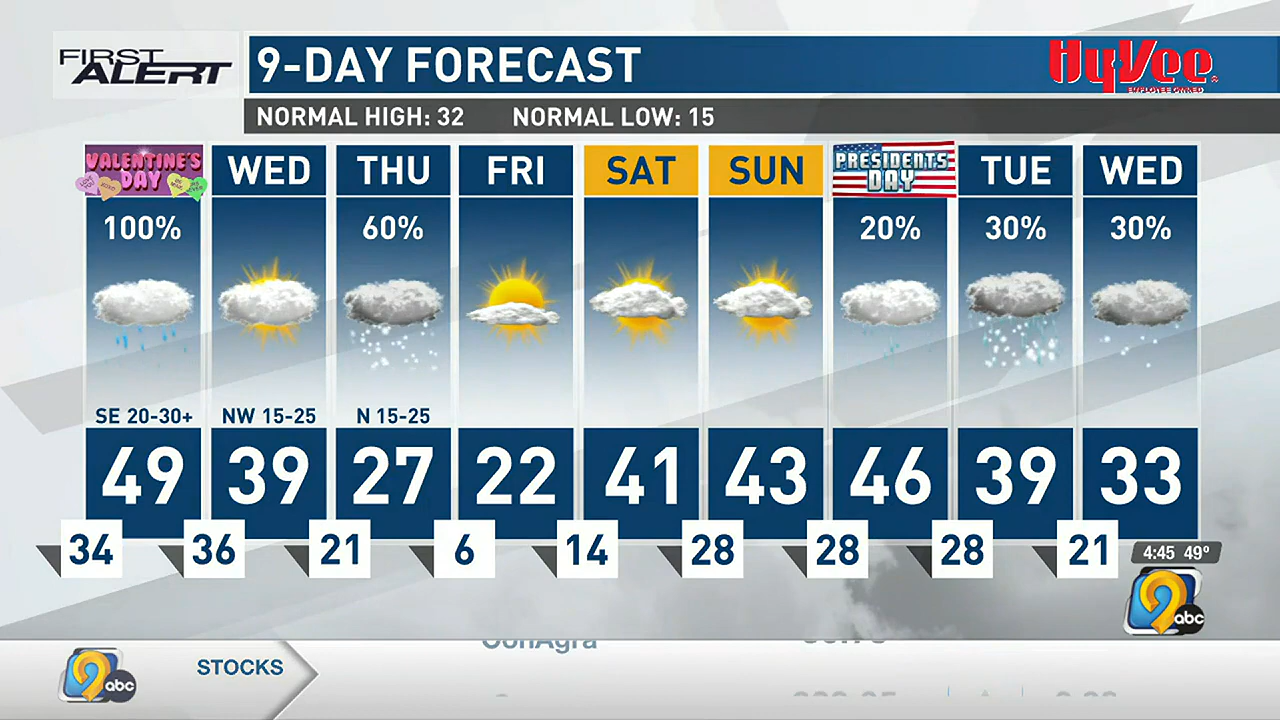 FIRST ALERT
9-DAY FORECAST
HyVee
EMPLOYEE OWNED
NORMAL HIGH: 32 NORMAL LOW: 15
VALENTINE'S DAY WED THU FRI SAT SUN PRESIDENTS DAY TUE WED
100% 60% 20% 30% 30%
SE 20-30+ NW 15-25 N 15-25
49 39 27 22 41 43 46 39 33
34 36 21 6 14 28 28 28 21
4:45 49°
9 abc
ConAgra
9 abc STOCKS